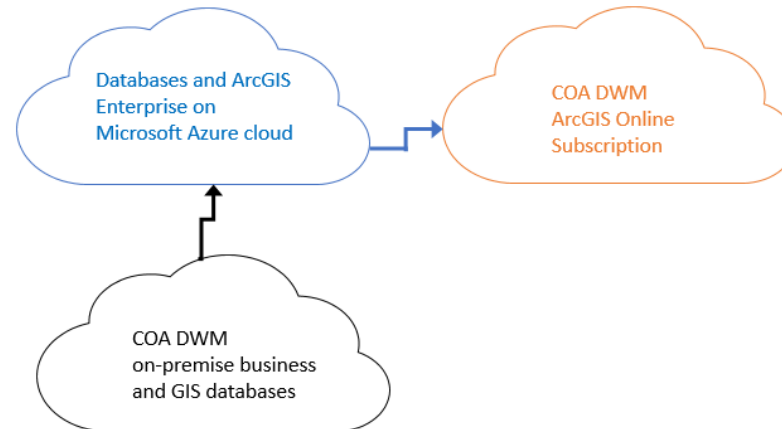 Databases and ArcGIS
Enterprise on
Microsoft Azure cloud
COA DWM
ArcGIS Online
Subscription
COA DWM
on-premise business
and GIS databases